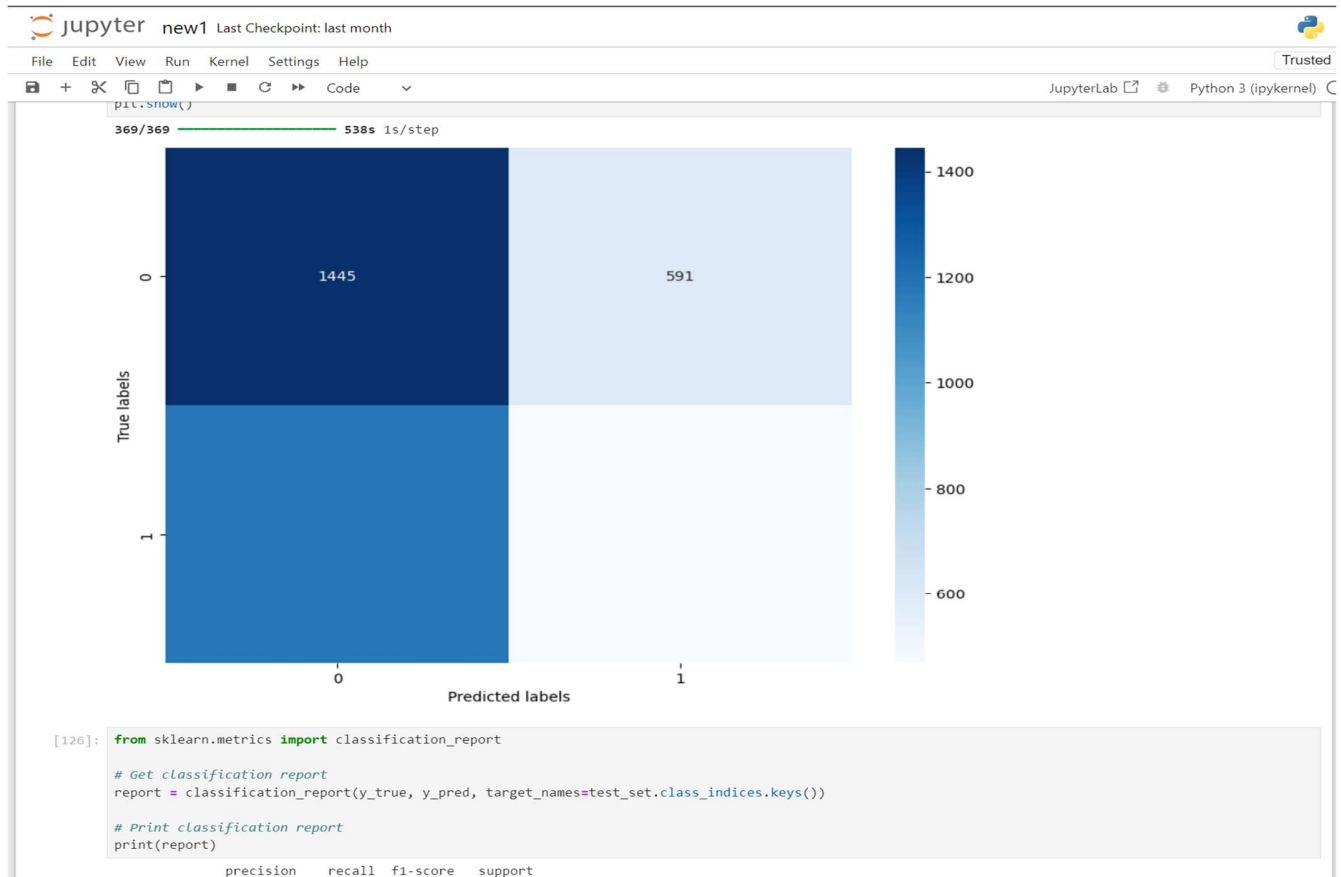 jupyter new1 Last Checkpoint: last month
File Edit View Run Kernel Settings Help
Trusted
Code
JupyterLab
Python 3 (ipykernel)
plt.show()
369/369 538s 1s/step
1445
591
0
1
True labels
0
1
Predicted labels
1400
1200
1000
800
600
[126]: from sklearn.metrics import classification_report
# Get classification report
report = classification_report(y_true, y_pred, target_names=test_set.class_indices.keys())
# Print classification report
print(report)
precision recall f1-score support